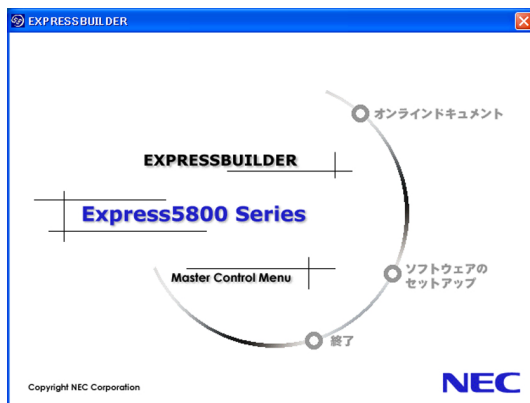 EXPRESSBUILDER
オンラインドキュメント
EXPRESSBUILDER
Express5800 Series
Master Control Menu
ソフトウェアの
セットアップ
終了
Copyright NEC Corporation
NEC